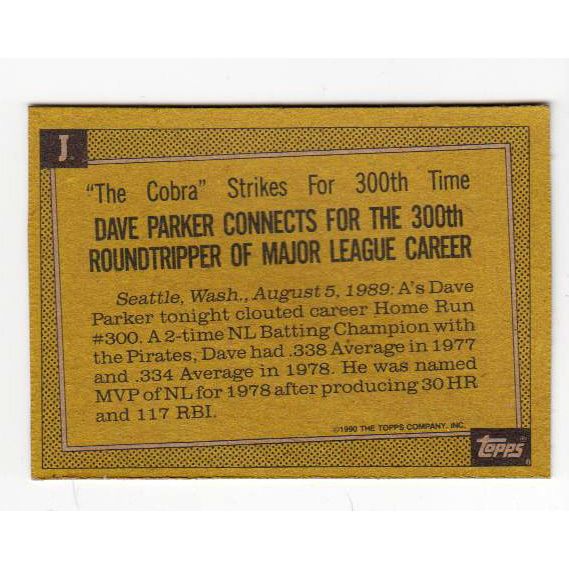 J.
"The Cobra" Strikes For 300th Time
DAVE PARKER CONNECTS FOR THE 300th
ROUNDTRIPPER OF MAJOR LEAGUE CAREER
Seattle, Wash., August 5, 1989: A's Dave
Parker tonight clouted career Home Run
#300. A 2-time NL Batting Champion with
the Pirates, Dave had .338 Average in 1977
and .334 Average in 1978. He was named
MVP of NL for 1978 after producing 30 HR
and 117 RBI.
©1990 THE TOPPS COMPANY, INC.
Topps